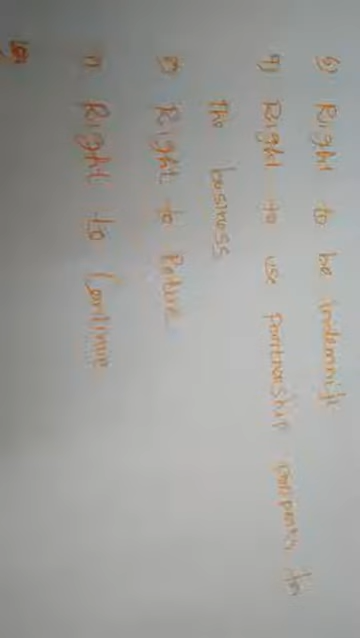 6) Right to be indemnify
7) Right to use partnership property for
the business
8) Right to Retire
9) Right to Continue